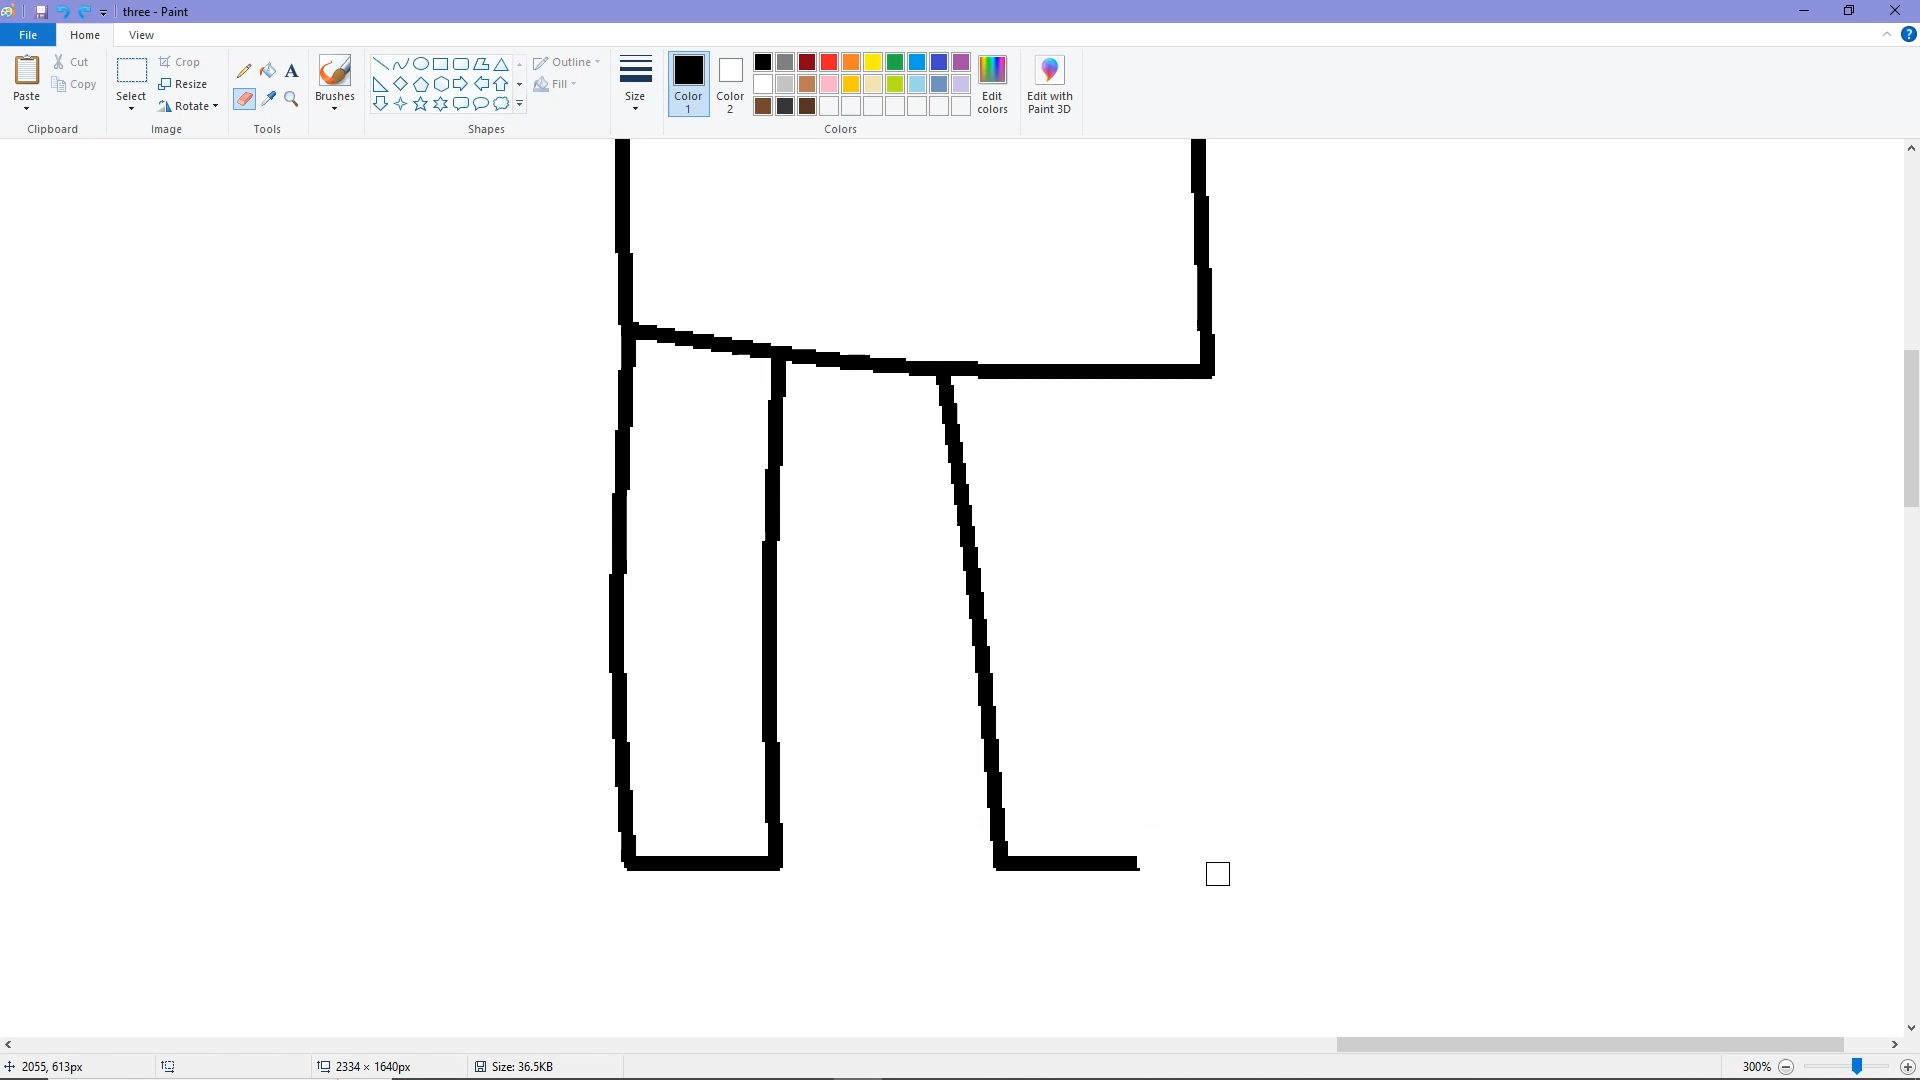 three - Paint
File Home View
Paste
Cut
Copy
Clipboard
Select
Crop
Resize
Rotate
Image
A
Tools
Brushes
Outline
Fill
Shapes
Size
Color 1
Color 2
Edit colors
Colors
Edit with Paint 3D
2055, 613px
2334 × 1640px
Size: 36.5KB
300%